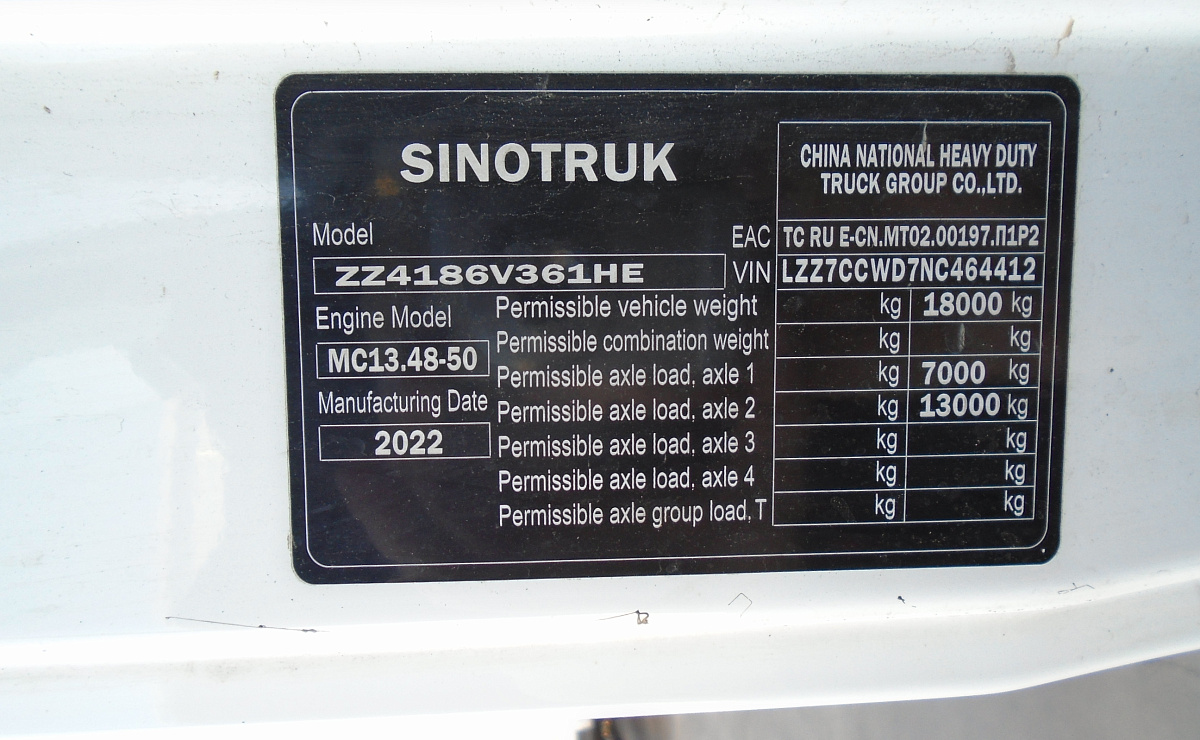 SINOTRUK
CHINA NATIONAL HEAVY DUTY
TRUCK GROUP CO.,LTD.
Model
EAC TC RU E-CN.MT02.00197.П1Р2
ZZ4186V361HE
VIN LZZ7CCWD7NC464412
Engine Model
MC13.48-50
Manufacturing Date
2022
Permissible vehicle weight kg 18000 kg
Permissible combination weight kg kg
Permissible axle load, axle 1 kg 7000 kg
Permissible axle load, axle 2 kg 13000 kg
Permissible axle load, axle 3 kg kg
Permissible axle load, axle 4 kg kg
Permissible axle group load, T kg kg